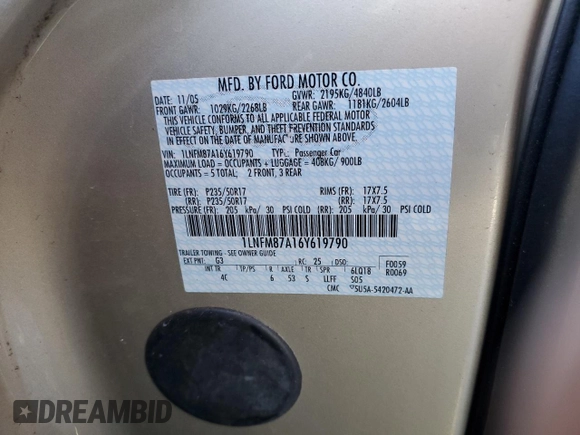 MFD. BY FORD MOTOR CO.
DATE: 11/05 GVWR: 2195KG/4840LB
FRONT GAWR: 1029KG/2268LB REAR GAWR: 1181KG/2604LB
THIS VEHICLE CONFORMS TO ALL APPLICABLE FEDERAL MOTOR
VEHICLE SAFETY, BUMPER, AND THEFT PREVENTION STANDARDS
IN EFFECT ON THE DATE OF MANUFACTURE SHOWN ABOVE.
VIN: 1LNFM87A16Y619790 TYPE: Passenger Car
MAXIMUM LOAD = OCCUPANTS + LUGGAGE = 408KG/ 900LB
OCCUPANTS = 5 TOTAL: 2 FRONT, 3 REAR
TIRE (FR): P235/50R17 RIMS (FR): 17X7.5
(RR): P235/50R17 (RR): 17X7.5
PRESSURE (FR): 205 kPa/ 30 PSI COLD (RR): 205 kPa/ 30 PSI COLD
1LNFM87A16Y619790
TRAILER TOWING - SEE OWNER GUIDE
EXT PNT: G3 RC: 25 DSO: F0059
INT TR TP/PS R AXLE TR SPR 6LQ18 R0069
4C 6 53 5 LLFF 505
CMC 5U5A-5420472-AA
DREAMBID